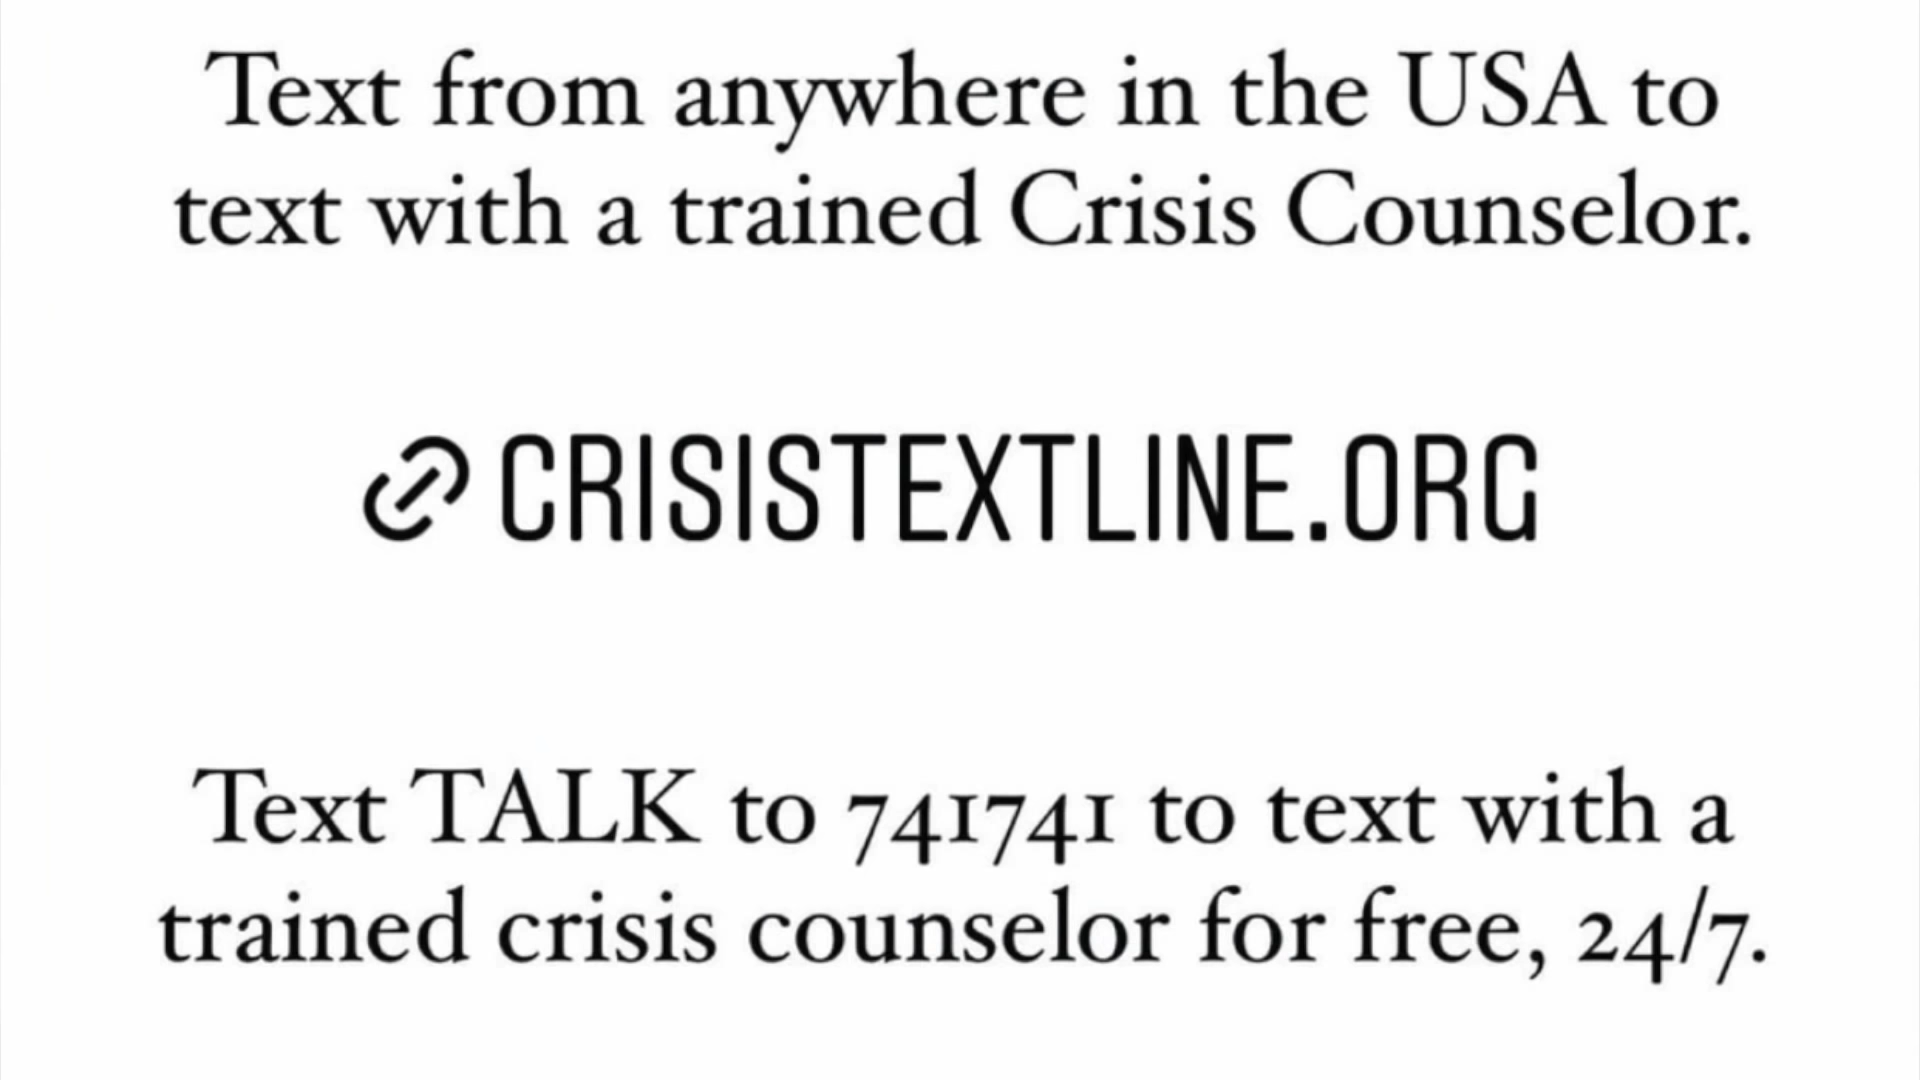 Text from anywhere in the USA to
text with a trained Crisis Counselor.
CRISISTEXTLINE.ORG
Text TALK to 741741 to text with a
trained crisis counselor for free, 24/7.